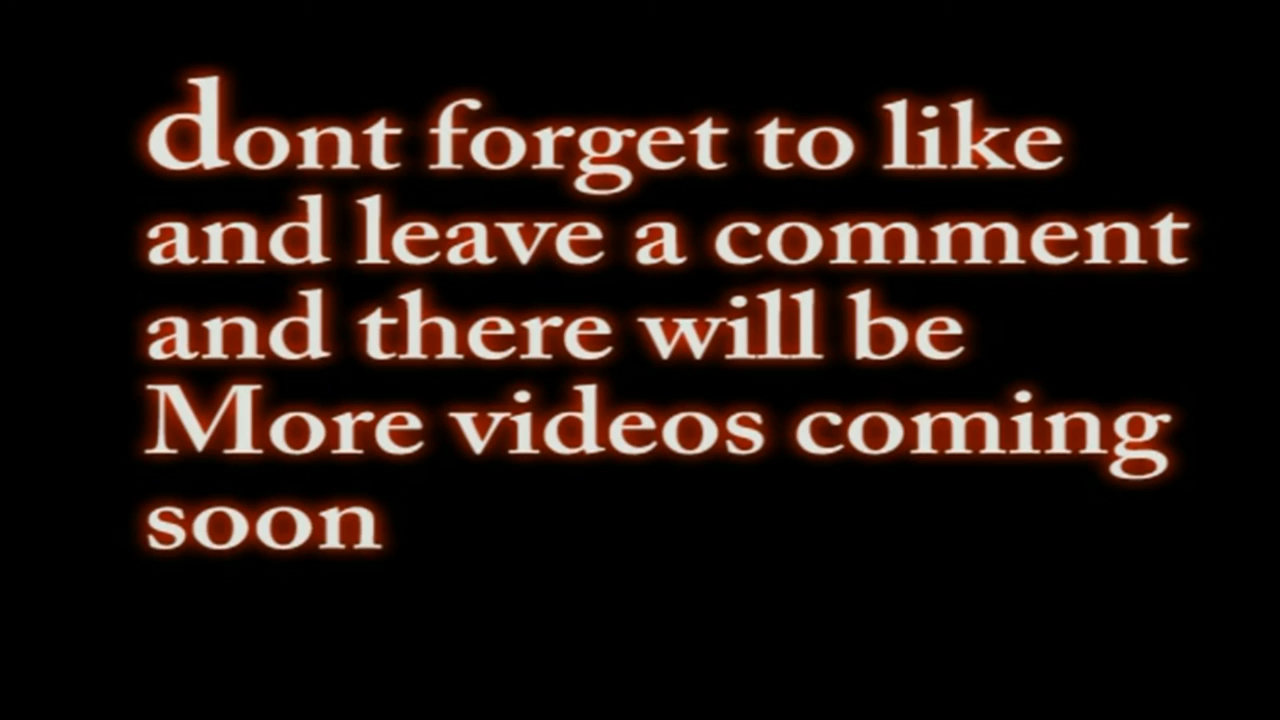 dont forget to like
and leave a comment
and there will be
More videos coming
soon